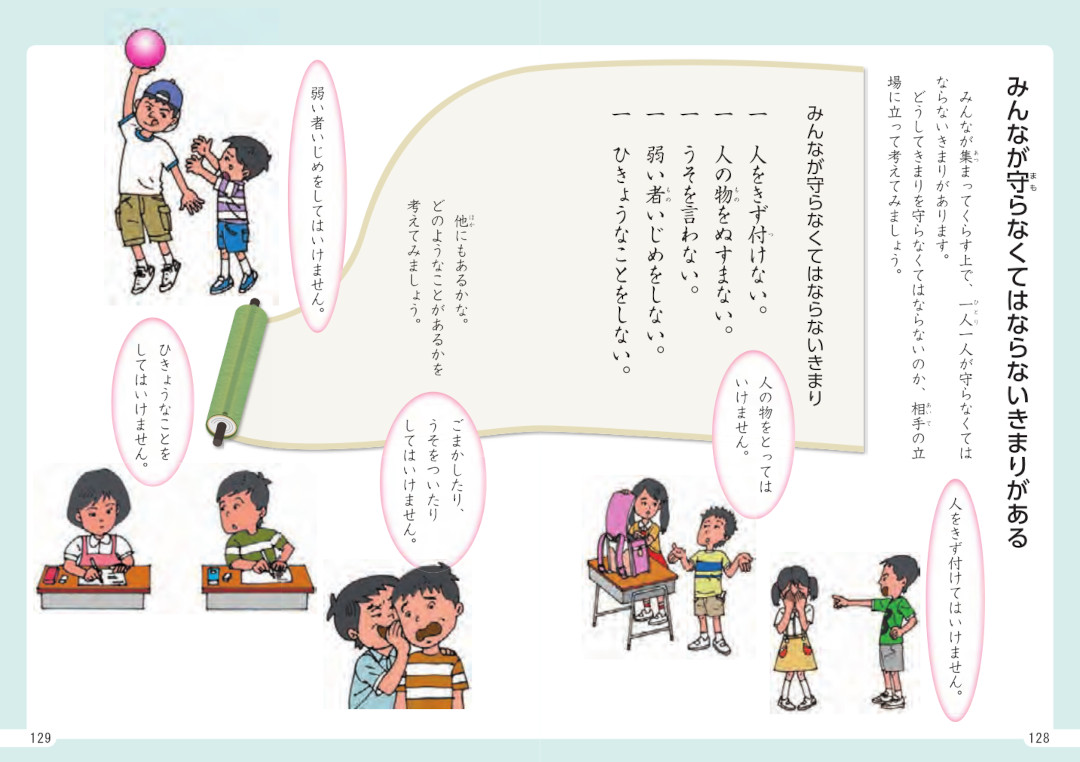 みんなが守らなくてはならないきまりがある
みんなが集まってくらす上で、一人一人が守らなくては
ならないきまりがあります。
どうしてきまりを守らなくてはならないのか、相手の立
場に立って考えてみましょう。
人をきず付けてはいけません。
人の物をとっては
いけません。
みんなが守らなくてはならないきまり
一 人をきず付けない。
一 人の物をぬすまない。
一 うそを言わない。
一 弱い者いじめをしない。
一 ひきょうなことをしない。
他にもあるかな。
どのようなことがあるかを
考えてみましょう。
ごまかしたり、
うそをついたり
してはいけません。
弱い者いじめをしてはいけません。
ひきょうなことを
してはいけません。
128
129